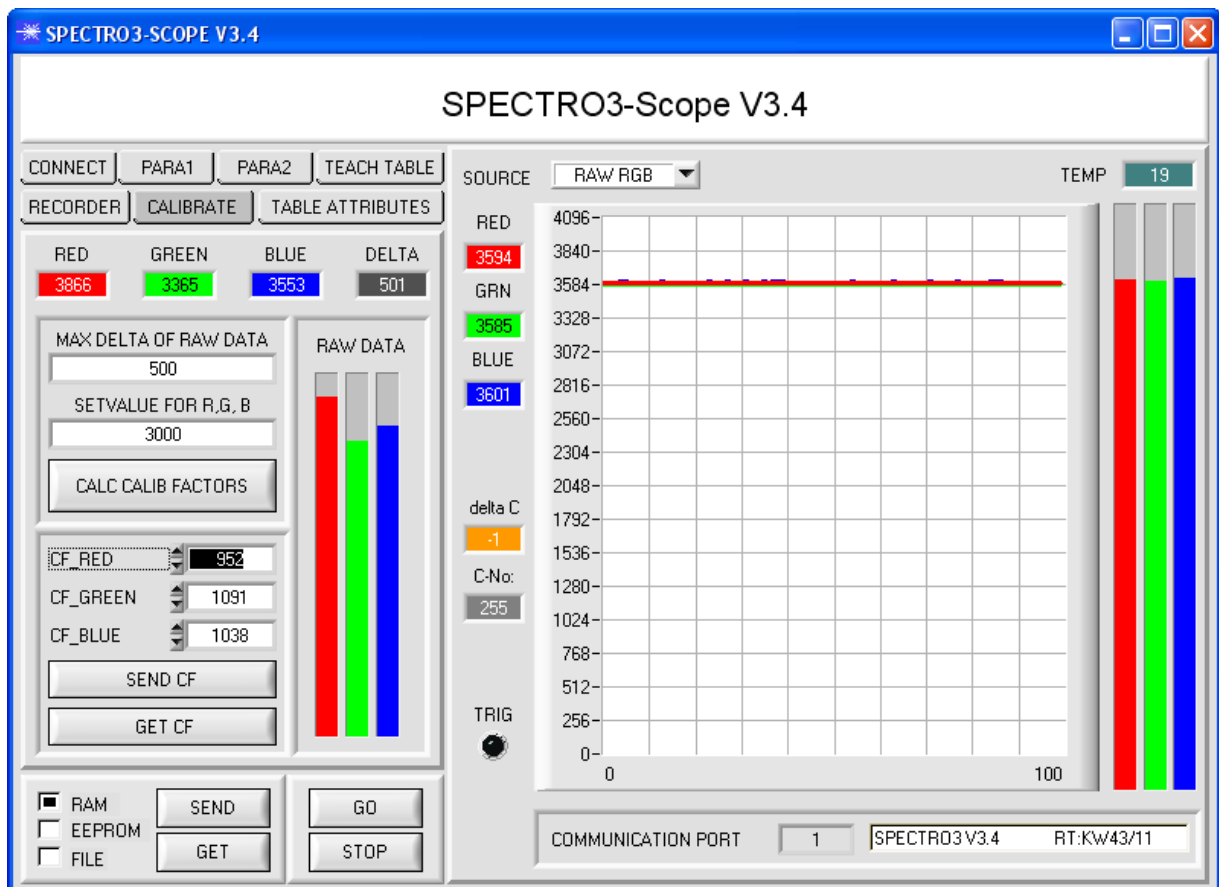 SPECTRO3-SCOPE V3.4
SPECTRO3-Scope V3.4
CONNECT PARA1 PARA2 TEACH TABLE
RECORDER CALIBRATE TABLE ATTRIBUTES
RED GREEN BLUE DELTA
3866 3365 3553 501
MAX DELTA OF RAW DATA
500
SETVALUE FOR R,G, B
3000
CALC CALIB FACTORS
RAW DATA
CF_RED 952
CF_GREEN 1091
CF_BLUE 1038
SEND CF
GET CF
RAM
EEPROM
FILE
SEND
GET
GO
STOP
SOURCE RAW RGB
TEMP 19
RED
3594
GRN
3585
BLUE
3601
delta C
-1
C-No:
255
TRIG
4096
3840
3584
3328
3072
2816
2560
2304
2048
1792
1536
1280
1024
768
512
256
0
0 100
COMMUNICATION PORT 1 SPECTRO3 V3.4 RT:KW43/11